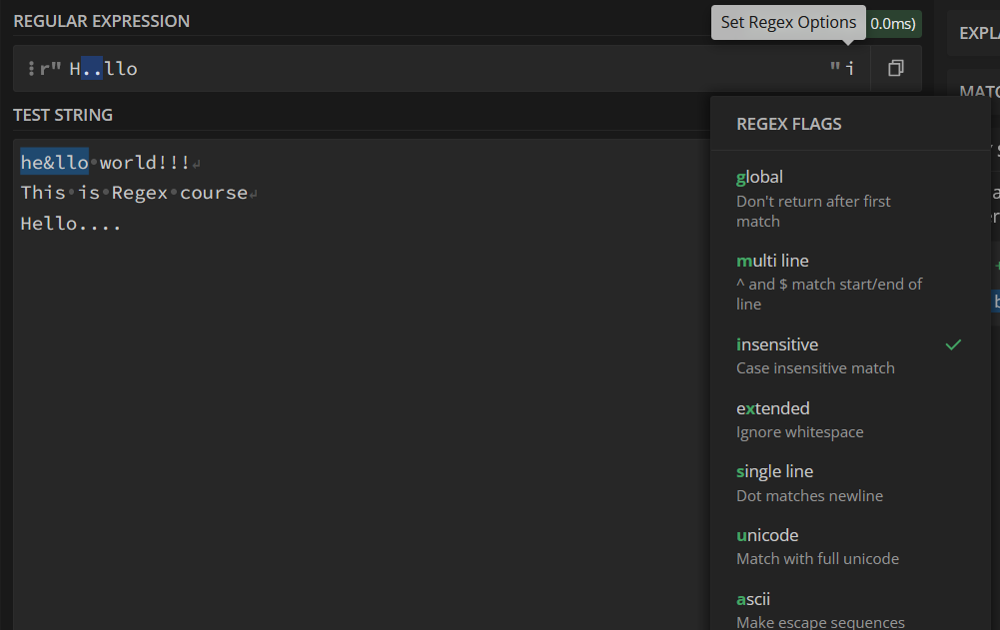 REGULAR EXPRESSION
Set Regex Options
0.0ms)
EXPLA
r" H..llo " i
MATC
TEST STRING
REGEX FLAGS
he&llo·world!!!↵
This·is·Regex·course↵
Hello....
global
Don't return after first
match
multi line
^ and $ match start/end of
line
insensitive
Case insensitive match
extended
Ignore whitespace
single line
Dot matches newline
unicode
Match with full unicode
ascii
Make escape sequences